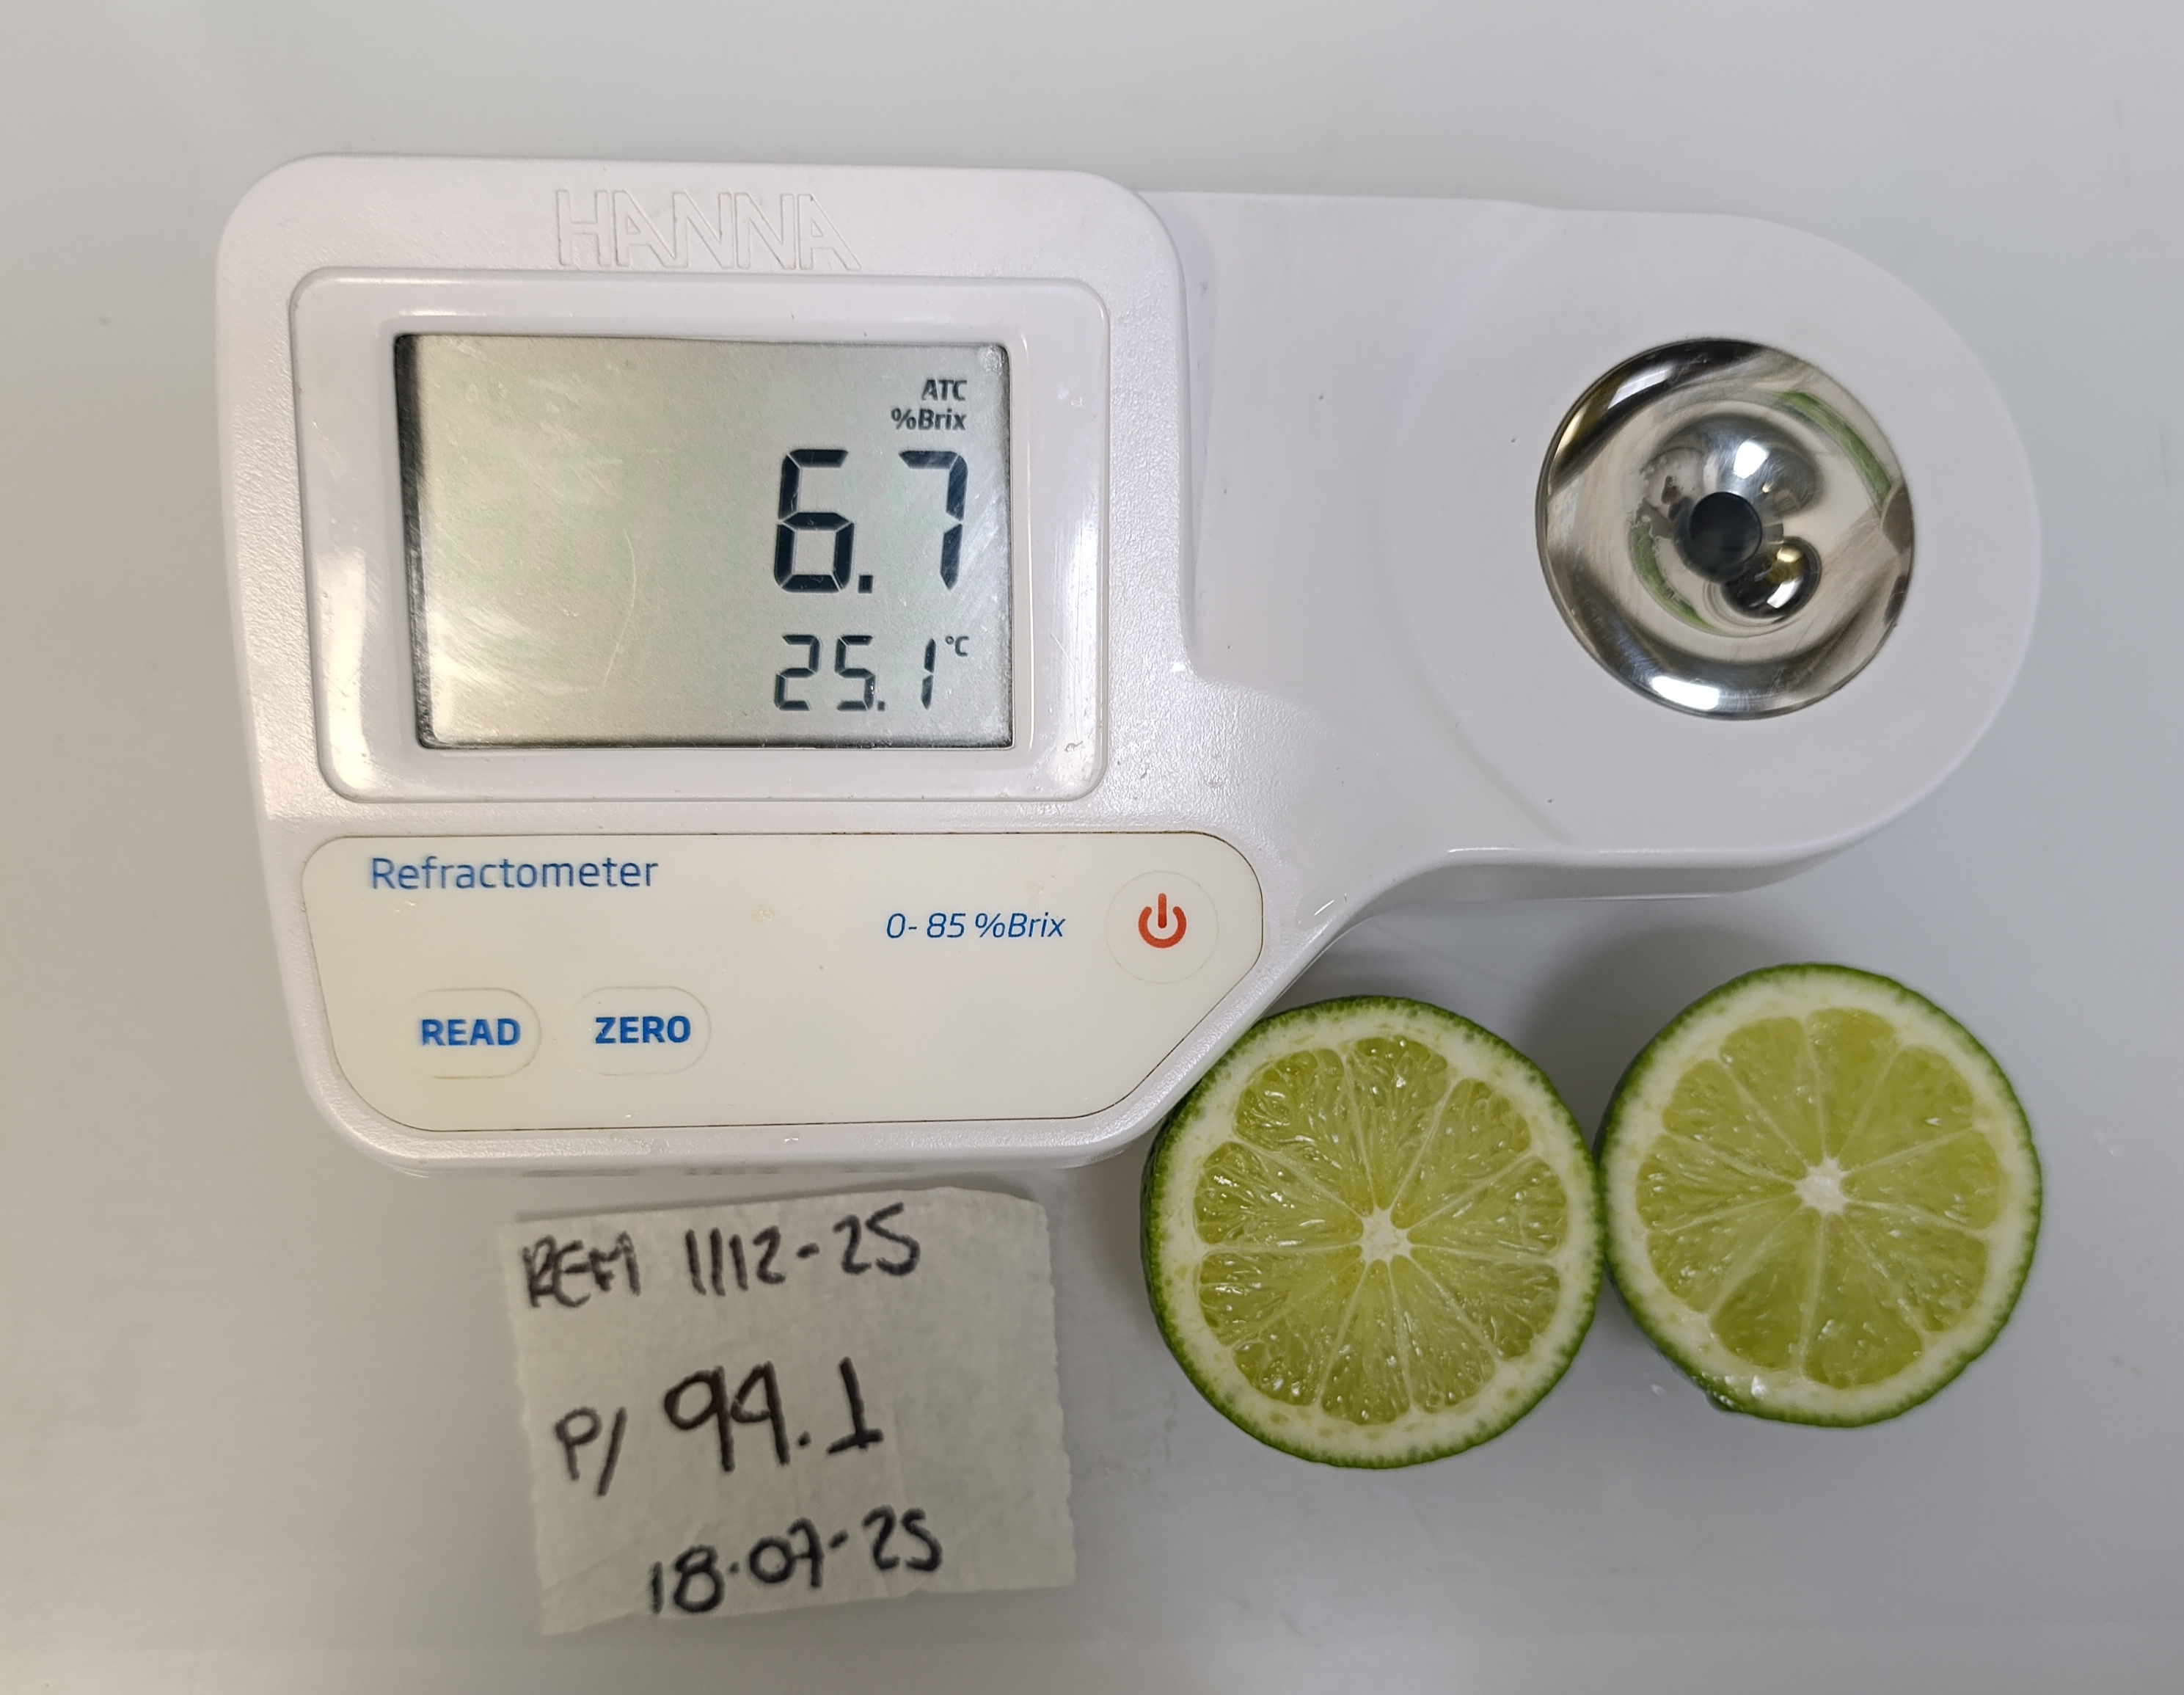 HANNA
ATC
%Brix
6.7
25.1 °C
Refractometer
0-85 %Brix
READ ZERO
REM 1112-25
P/ 99.1
18-07-25